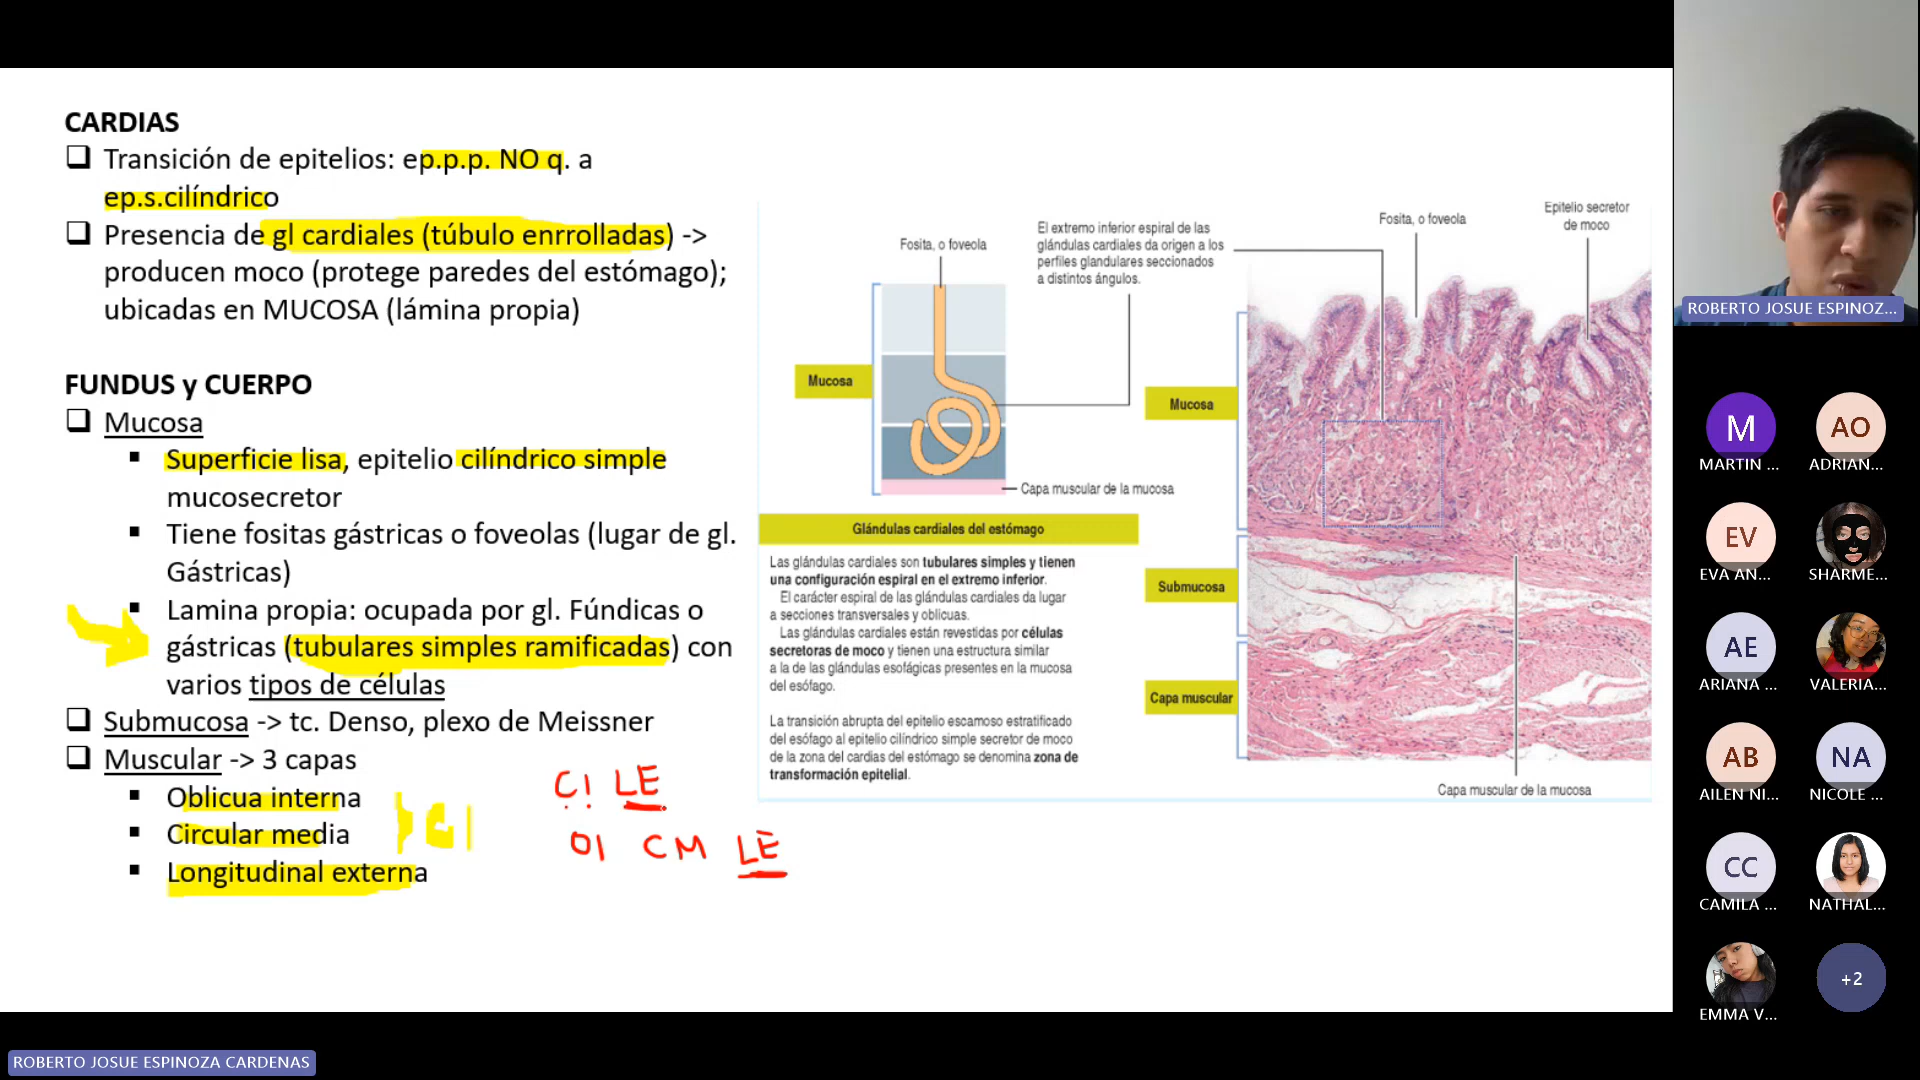 CARDIAS
Transición de epitelios: ep.p.p. NO q. a
ep.s.cilíndrico
Presencia de gl cardiales (túbulo enrrolladas) ->
producen moco (protege paredes del estómago);
ubicadas en MUCOSA (lámina propia)
FUNDUS y CUERPO
Mucosa
Superficie lisa, epitelio cilíndrico simple
mucosecretor
Tiene fositas gástricas o foveolas (lugar de gl.
Gástricas)
Lamina propia: ocupada por gl. Fúndicas o
gástricas (tubulares simples ramificadas) con
varios tipos de células
Submucosa -> tc. Denso, plexo de Meissner
Muscular -> 3 capas
Oblicua interna
Circular media
Longitudinal externa
CI LE
OI CM LE
Fosita, o foveola
El extremo inferior espiral de las
glándulas cardiales da origen a los
perfiles glandulares seccionados
a distintos ángulos.
Fosita, o foveola
Epitelio secretor
de moco
Mucosa
Capa muscular de la mucosa
Mucosa
Submucosa
Capa muscular
Capa muscular de la mucosa
Glándulas cardiales del estómago
Las glándulas cardiales son tubulares simples y tienen
una configuración espiral en el extremo inferior.
El carácter espiral de las glándulas cardiales da lugar
a secciones transversales y oblicuas.
Las glándulas cardiales están revestidas por células
secretoras de moco y tienen una estructura similar
a la de las glándulas esofágicas presentes en la mucosa
del esófago.
La transición abrupta del epitelio escamoso estratificado
del esófago al epitelio cilíndrico simple secretor de moco
de la zona del cardias del estómago se denomina zona de
transformación epitelial.
ROBERTO JOSUE ESPINOZ...
M
MARTIN ...
AO
ADRIAN...
EV
EVA AN...
SHARME...
AE
ARIANA ...
VALERIA...
AB
AILEN NI...
NA
NICOLE ...
CC
CAMILA ...
NATHAL...
EMMA V...
+2
ROBERTO JOSUE ESPINOZA CARDENAS